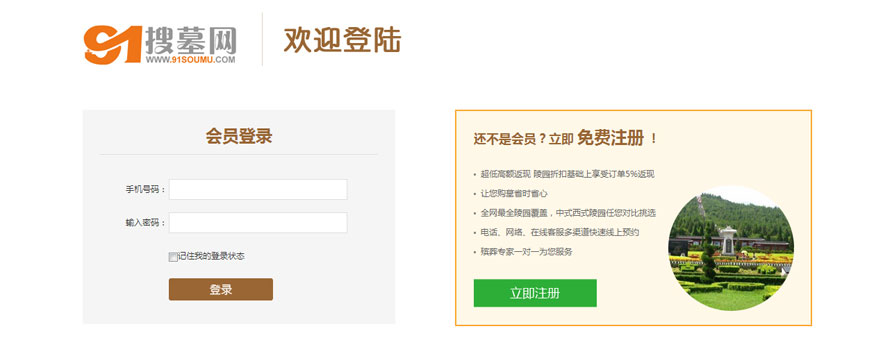 91搜墓网
WWW.91SOUMU.COM
欢迎登陆
会员登录
手机号码：
输入密码：
记住我的登录状态
登录
还不是会员？立即 免费注册 ！
超低高额返现 陵园折扣基础上享受订单5%返现
让您购墓省时省心
全网最全陵园覆盖，中式西式陵园任您对比挑选
电话、网络、在线客服多渠道快速线上预约
殡葬专家一对一为您服务
立即注册